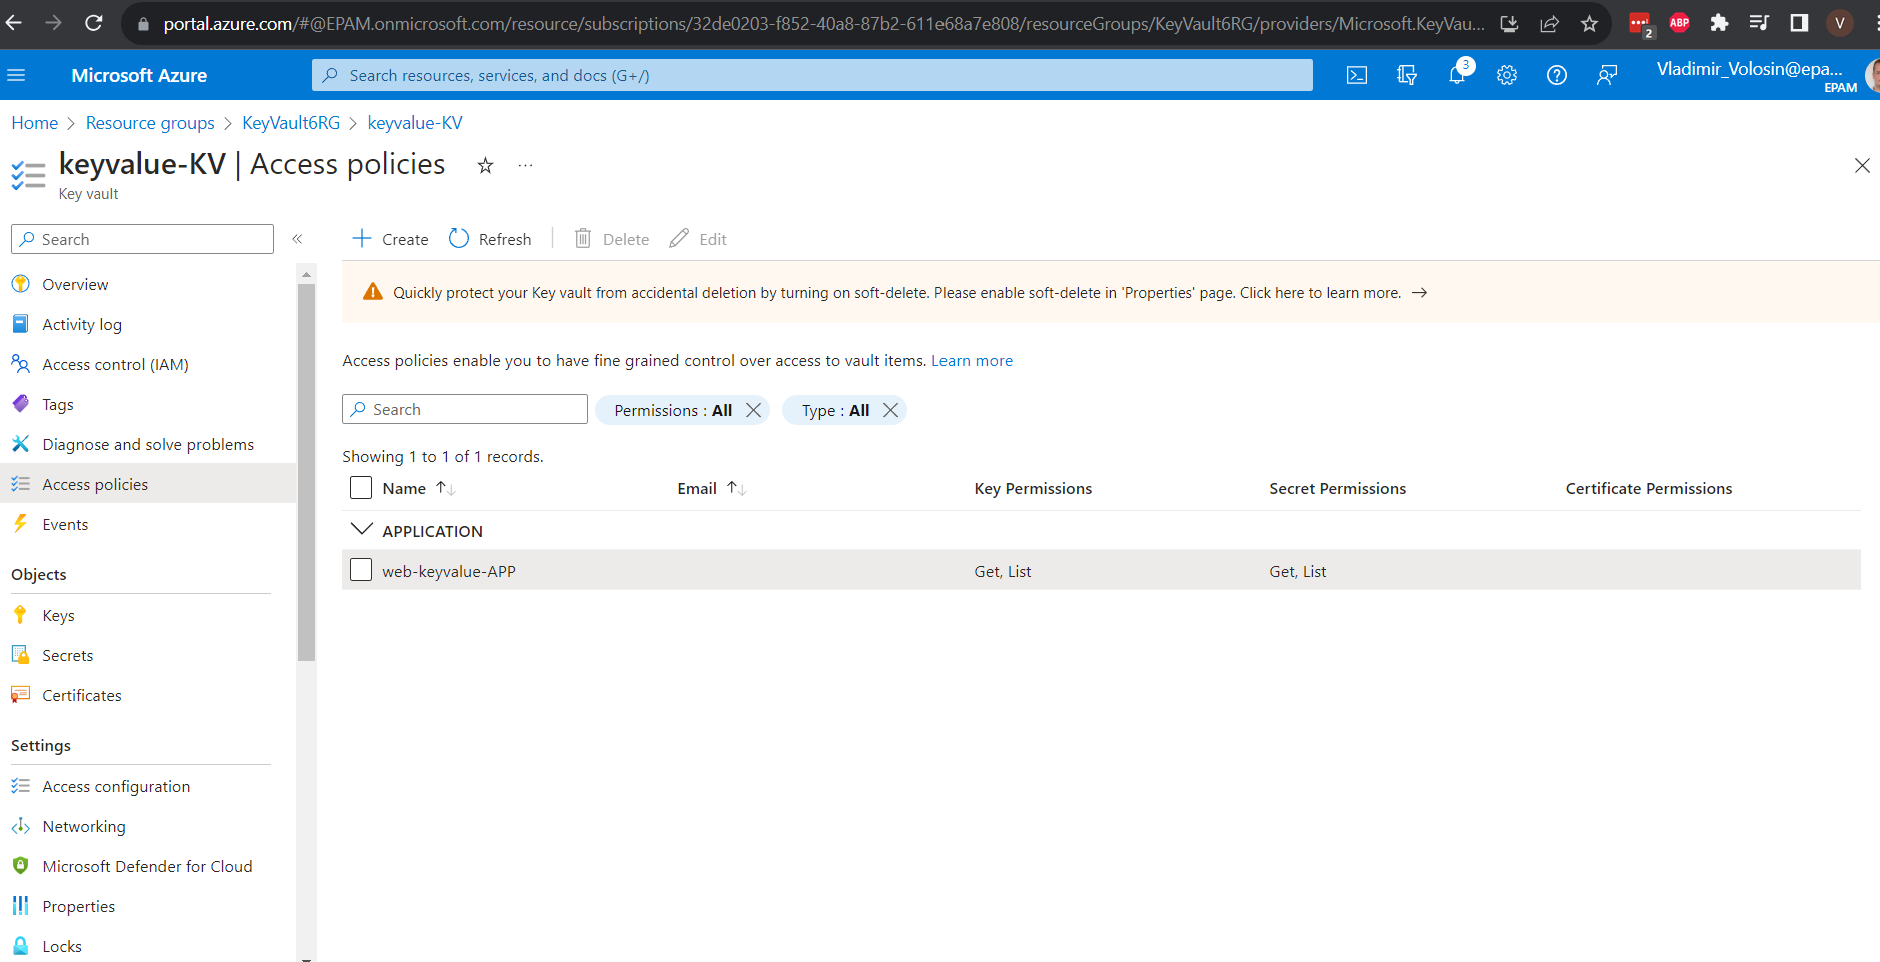 portal.azure.com/#@EPAM.onmicrosoft.com/resource/subscriptions/32de0203-f852-40a8-87b2-611e68a7e808/resourceGroups/KeyVault6RG/providers/Microsoft.KeyVau...
2
ABP
V
Microsoft Azure
Search resources, services, and docs (G+/)
3
Vladimir_Volosin@epa...
EPAM
Home > Resource groups > KeyVault6RG > keyvalue-KV
keyvalue-KV | Access policies
...
Key vault
Search
«
Create
Refresh
Delete
Edit
Overview
Activity log
Access control (IAM)
Tags
Diagnose and solve problems
Access policies
Events
Objects
Keys
Secrets
Certificates
Settings
Access configuration
Networking
Microsoft Defender for Cloud
Properties
Locks
Quickly protect your Key vault from accidental deletion by turning on soft-delete. Please enable soft-delete in 'Properties' page. Click here to learn more. →
Access policies enable you to have fine grained control over access to vault items. Learn more
Search
Permissions : All
Type : All
Showing 1 to 1 of 1 records.
Name ↑↓ Email ↑↓ Key Permissions Secret Permissions Certificate Permissions
APPLICATION
web-keyvalue-APP Get, List Get, List